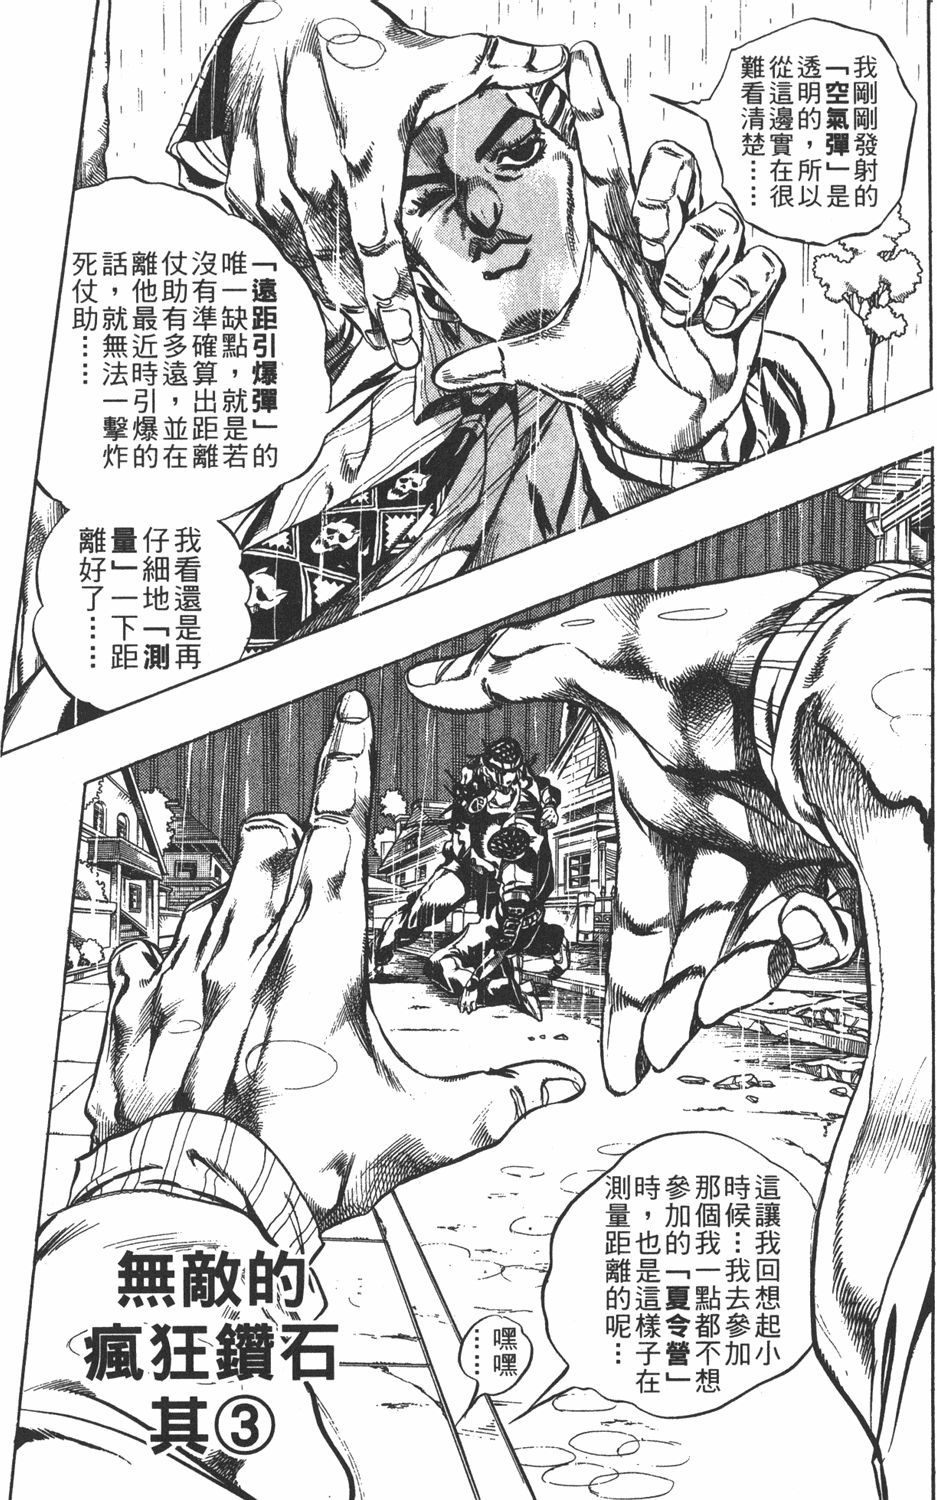 我剛剛發射的
「空氣彈」是
透明的，所以
從這邊實在很
難看清楚……
「遠距引爆彈」的
唯一缺點，就是若
沒有準確算出距離
仗助有多遠，並在
離他最近時引爆的
話，就無法一擊炸
死仗助……
我看還是再
仔細地「測
量」一下距
離好了……
這讓我回想起小
時候…我去參加
那個我一點都不想
參加的「夏令營」
時，也是這樣子在
測量距離的呢…
嘿嘿
……
無敵的
瘋狂鑽石
其③